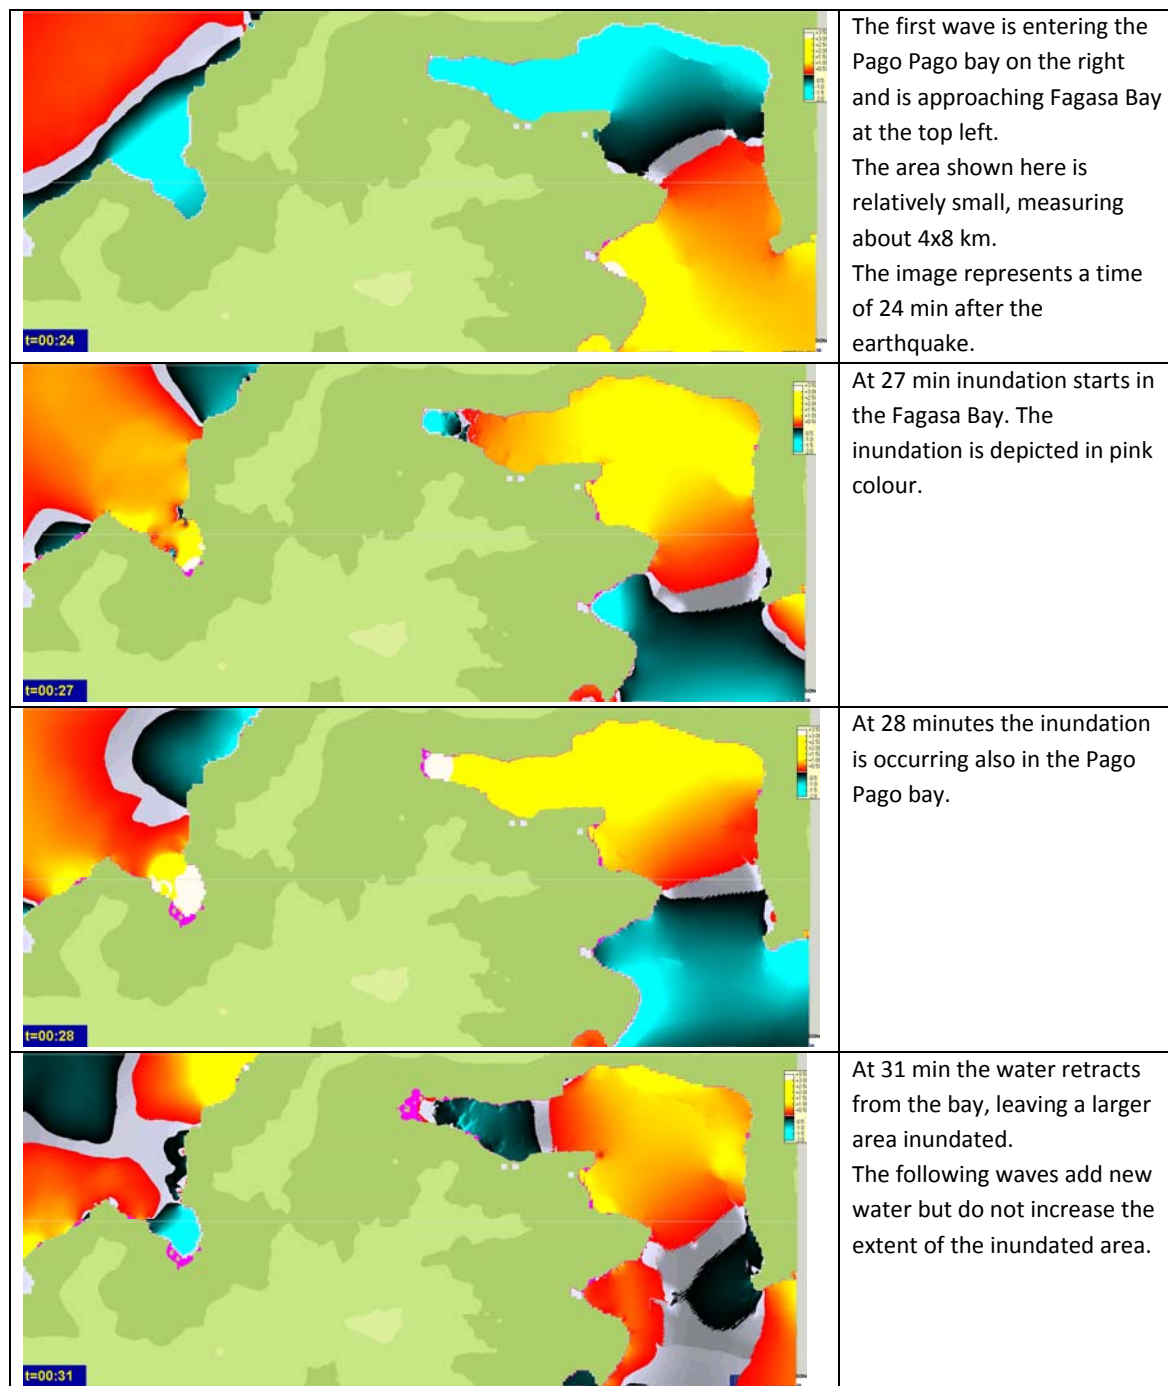 The first wave is entering the
Pago Pago bay on the right
and is approaching Fagasa Bay
at the top left.
The area shown here is
relatively small, measuring
about 4x8 km.
The image represents a time
of 24 min after the
earthquake.
t=00:24
At 27 min inundation starts in
the Fagasa Bay. The
inundation is depicted in pink
colour.
t=00:27
At 28 minutes the inundation
is occurring also in the Pago
Pago bay.
t=00:28
At 31 min the water retracts
from the bay, leaving a larger
area inundated.
The following waves add new
water but do not increase the
extent of the inundated area.
t=00:31